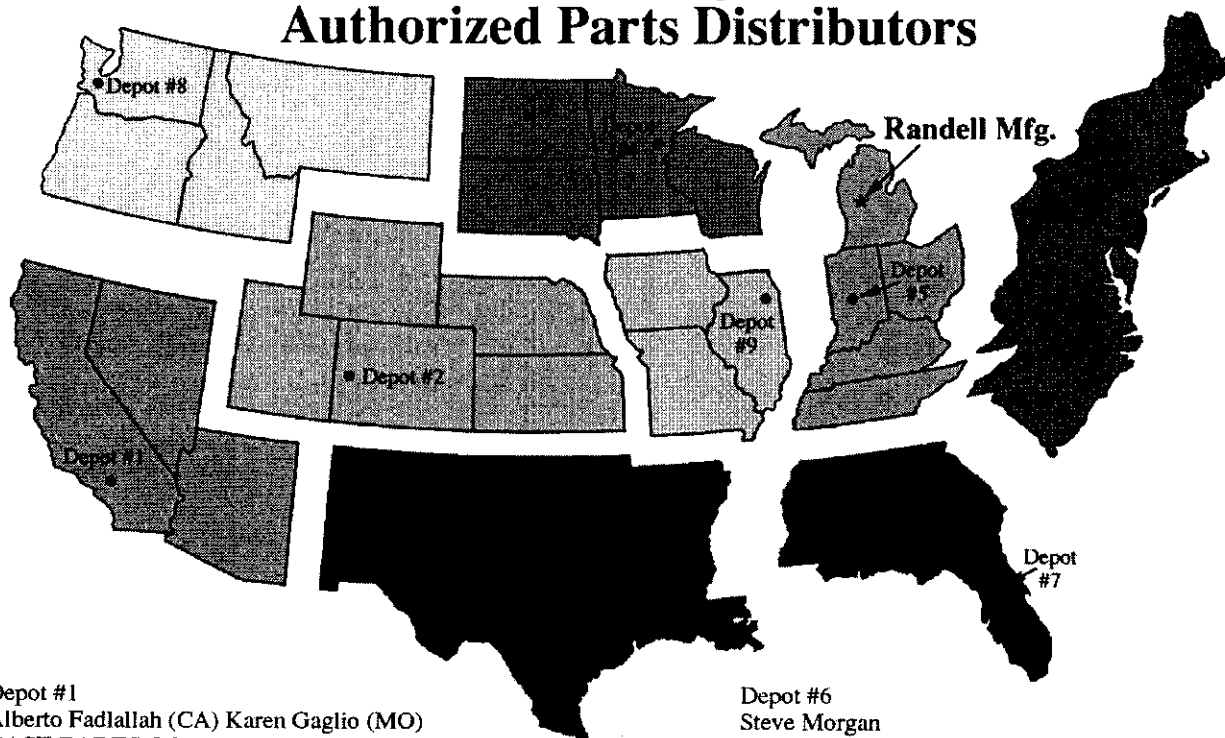 Authorized Parts Distributors
Depot #8
Randell Mfg.
Depot
#5
Depot
#9
Depot #2
Depot #1
Depot
#7
Depot #1
Alberto Fadlallah (CA) Karen Gaglio (MO)
Depot #6
Steve Morgan